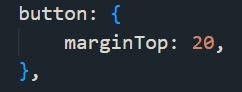 button: {
    marginTop: 20,
},